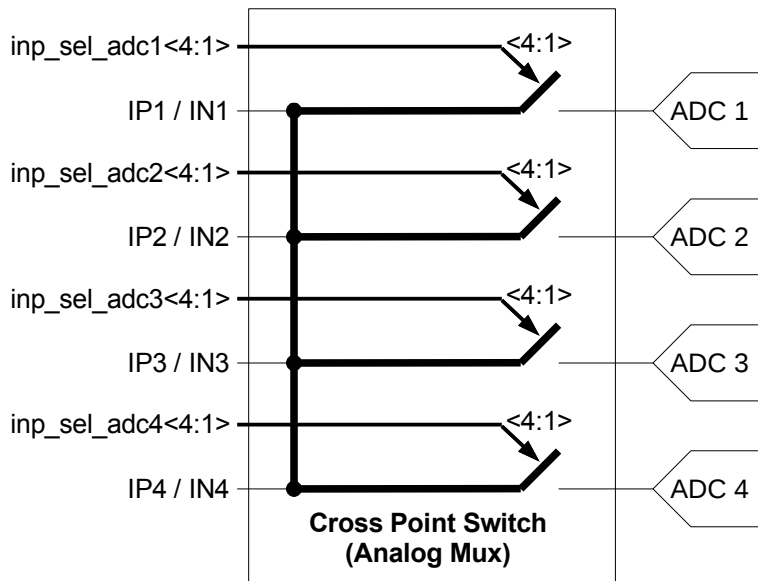 inp_sel_adc1<4:1>
<4:1>
IP1 / IN1
ADC 1
inp_sel_adc2<4:1>
<4:1>
IP2 / IN2
ADC 2
inp_sel_adc3<4:1>
<4:1>
IP3 / IN3
ADC 3
inp_sel_adc4<4:1>
<4:1>
IP4 / IN4
ADC 4
Cross Point Switch
(Analog Mux)